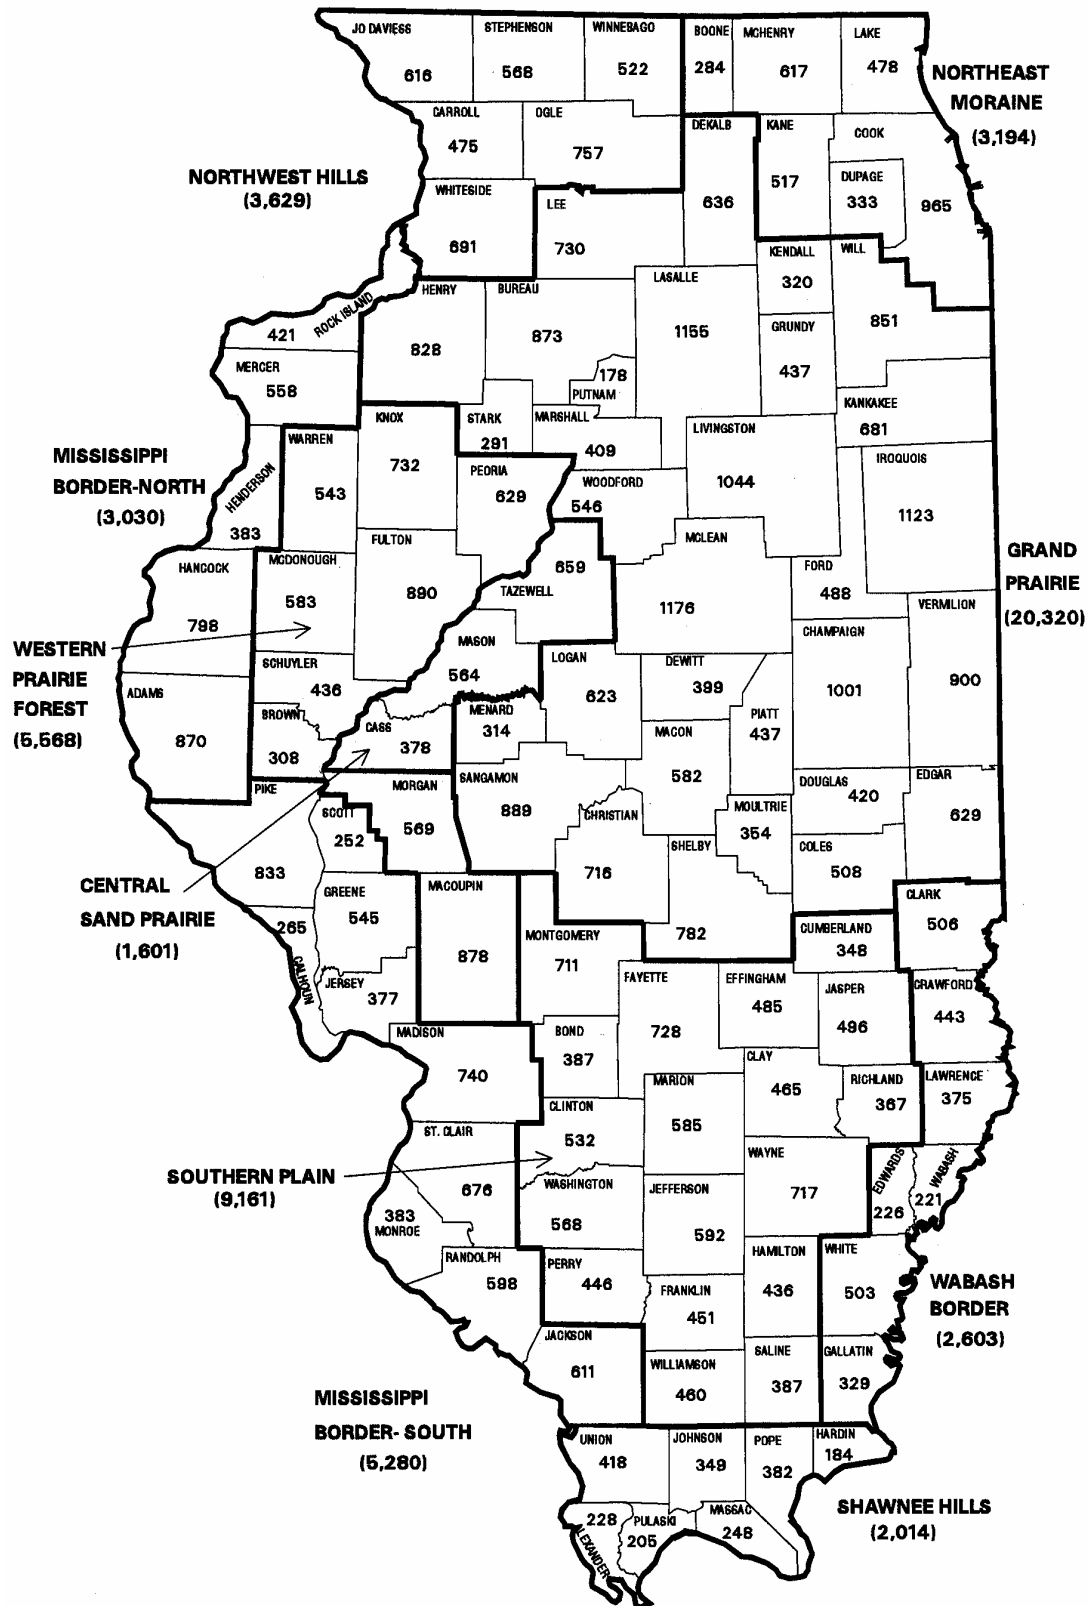 JO DAVIESS
616
STEPHENSON
568
WINNEBAGO
522
BOONE
284
MCHENRY
617
LAKE
478
NORTHEAST
MORAINE
(3,194)
CARROLL
475
OGLE
757
DEKALB
636
KANE
517
COOK
965
DUPAGE
333
NORTHWEST HILLS
(3,629)
WHITESIDE
691
LEE
730
KENDALL
320
WILL
851
ROCK ISLAND
421
HENRY
828
BUREAU
873
LASALLE
1155
GRUNDY
437
MERCER
558
178
PUTNAM
KANKAKEE
681
KNOX
732
STARK
291
MARSHALL
409
LIVINGSTON
1044
MISSISSIPPI
BORDER-NORTH
(3,030)
HENDERSON
383
WARREN
543
PEORIA
629
WOODFORD
546
IROQUOIS
1123
HANCOCK
798
MCDONOUGH
583
FULTON
890
659
TAZEWELL
MCLEAN
1176
FORD
488
GRAND
PRAIRIE
(20,320)
VERMILION
900
WESTERN
PRAIRIE
FOREST
(5,568)
SCHUYLER
436
MASON
564
LOGAN
623
DEWITT
399
CHAMPAIGN
1001
ADAMS
870
BROWN
308
CASS
378
MENARD
314
MACON
582
PIATT
437
PIKE
833
MORGAN
569
SANGAMON
889
CHRISTIAN
716
MOULTRIE
354
DOUGLAS
420
EDGAR
629
SCOTT
252
SHELBY
782
COLES
508
CENTRAL
SAND PRAIRIE
(1,601)
GREENE
545
MACOUPIN
878
CLARK
506
265
CALHOUN
MONTGOMERY
711
CUMBERLAND
348
JERSEY
377
FAYETTE
728
EFFINGHAM
485
JASPER
496
CRAWFORD
443
MADISON
740
BOND
387
CLAY
465
RICHLAND
367
LAWRENCE
375
MARION
585
CLINTON
532
ST. CLAIR
676
SOUTHERN PLAIN
(9,161)
WAYNE
717
EDWARDS
226
WABASH
221
WASHINGTON
568
JEFFERSON
592
383
MONROE
RANDOLPH
598
PERRY
446
HAMILTON
436
WHITE
503
WABASH
BORDER
(2,603)
FRANKLIN
451
JACKSON
611
WILLIAMSON
460
SALINE
387
GALLATIN
329
MISSISSIPPI
BORDER- SOUTH
(5,280)
UNION
418
JOHNSON
349
POPE
382
HARDIN
184
SHAWNEE HILLS
(2,014)
228
ALEXANDER
PULASKI
205
MASSAC
248